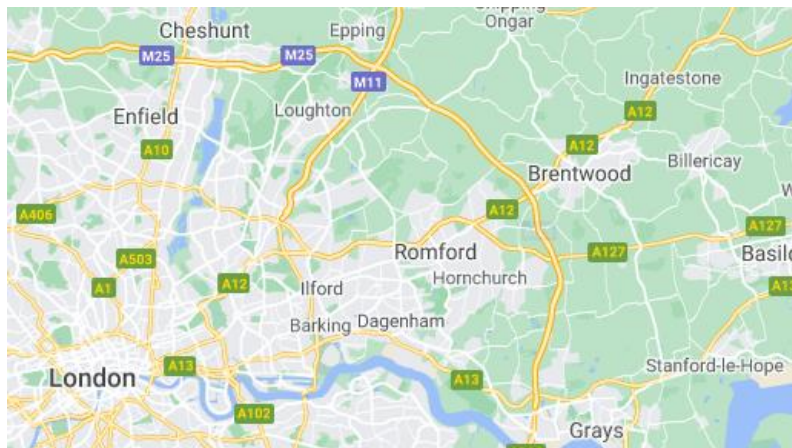 Ongar
Epping
Cheshunt
M25
M25
M11
Ingatestone
Loughton
Enfield
A12
A10
A12
Billericay
Brentwood
A406
A12
A127
Romford
A127
A503
Hornchurch
A12
A1
Ilford
Barking
Dagenham
A13
Stanford-le-Hope
London
A13
A102
Grays